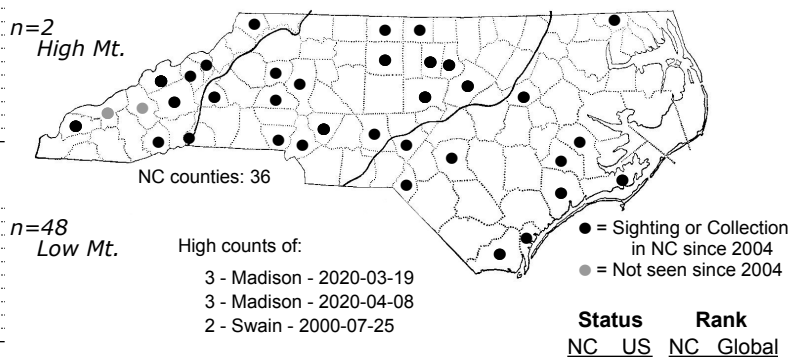 n=2
High Mt.
NC counties: 36
n=48
Low Mt.
High counts of:
3 - Madison - 2020-03-19
3 - Madison - 2020-04-08
2 - Swain - 2000-07-25
= Sighting or Collection
in NC since 2004
= Not seen since 2004
Status Rank
NC US NC Global